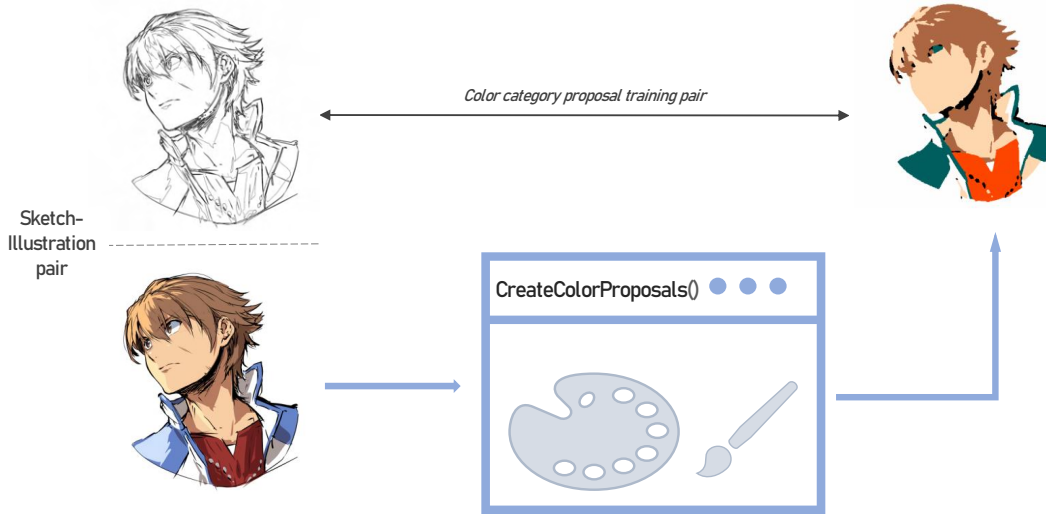 Color category proposal training pair
Sketch-
Illustration
pair
CreateColorProposals()